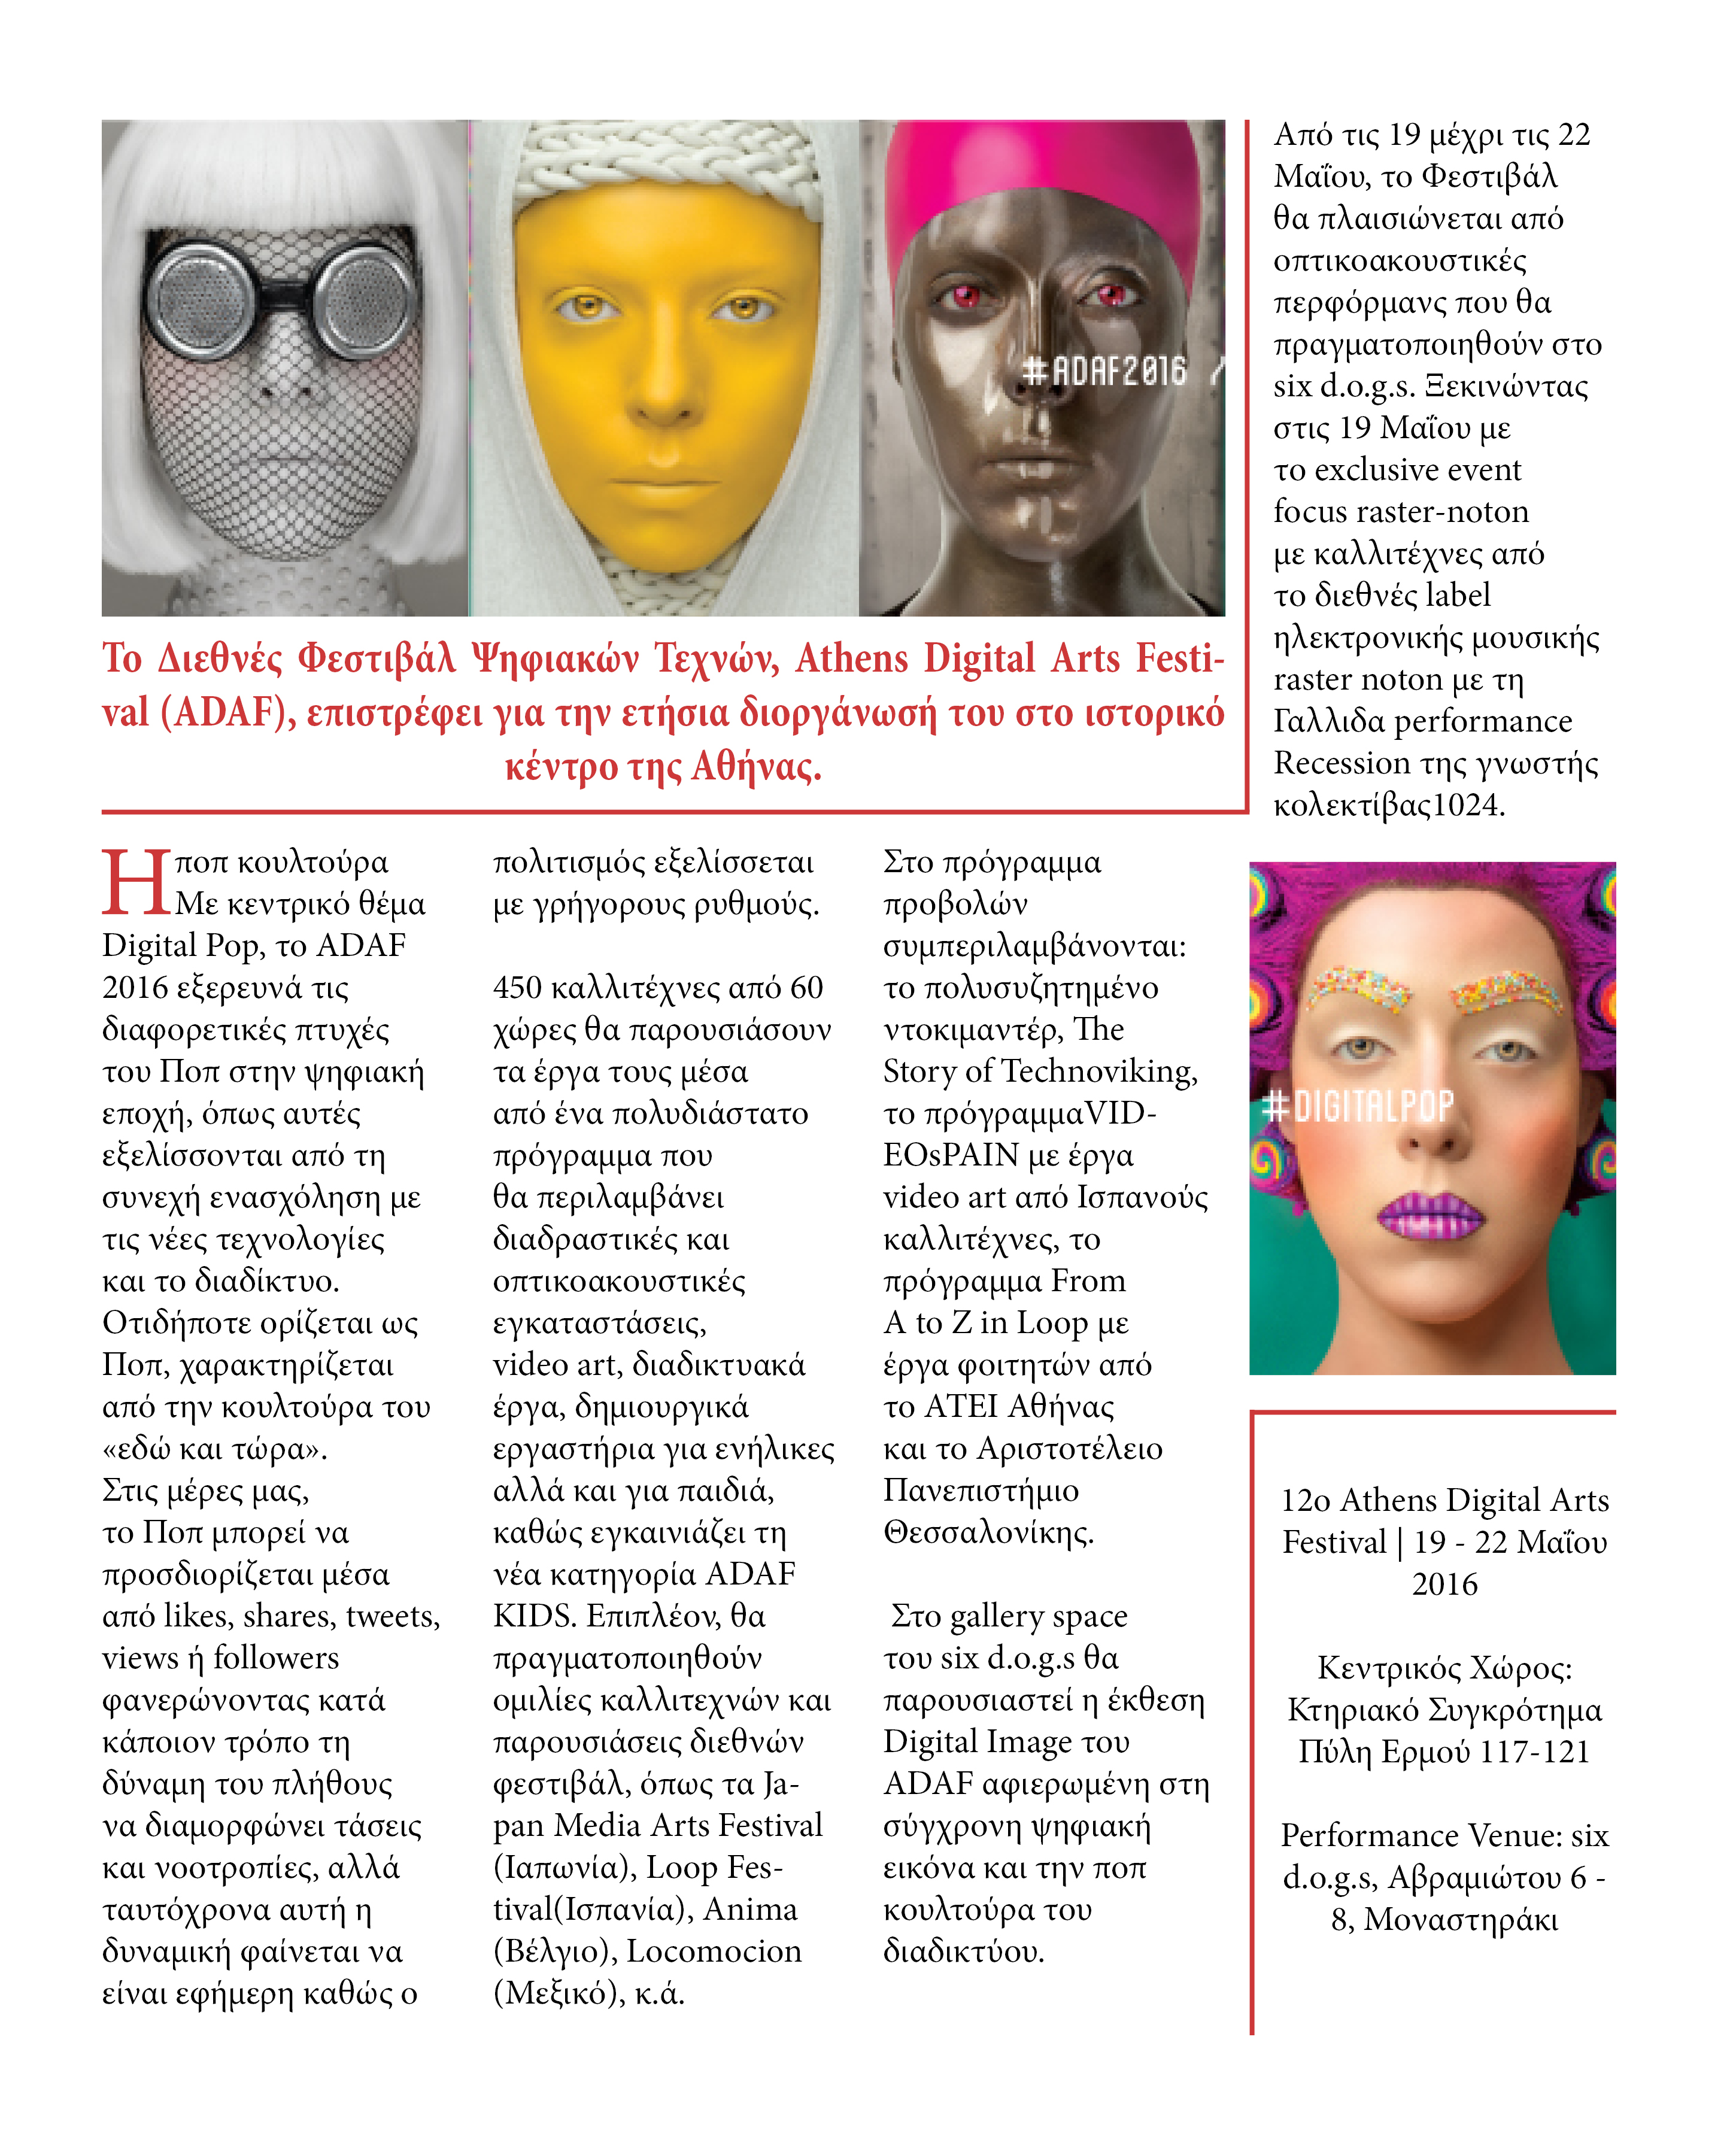 #ADAF2016 /
Το Διεθνές Φεστιβάλ Ψηφιακών Τεχνών, Athens Digital Arts Festi-
val (ADAF), επιστρέφει για την ετήσια διοργάνωσή του στο ιστορικό
κέντρο της Αθήνας.
Η ποπ κουλτούρα
Με κεντρικό θέμα
Digital Pop, το ADAF
2016 εξερευνά τις
διαφορετικές πτυχές
του Ποπ στην ψηφιακή
εποχή, όπως αυτές
εξελίσσονται από τη
συνεχή ενασχόληση με
τις νέες τεχνολογίες
και το διαδίκτυο.
Οτιδήποτε ορίζεται ως
Ποπ, χαρακτηρίζεται
από την κουλτούρα του
«εδώ και τώρα».
Στις μέρες μας,
το Ποπ μπορεί να
προσδιορίζεται μέσα
από likes, shares, tweets,
views ή followers
φανερώνοντας κατά
κάποιον τρόπο τη
δύναμη του πλήθους
να διαμορφώνει τάσεις
και νοοτροπίες, αλλά
ταυτόχρονα αυτή η
δυναμική φαίνεται να
είναι εφήμερη καθώς ο
πολιτισμός εξελίσσεται
με γρήγορους ρυθμούς.
450 καλλιτέχνες από 60
χώρες θα παρουσιάσουν
τα έργα τους μέσα
από ένα πολυδιάστατο
πρόγραμμα που
θα περιλαμβάνει
διαδραστικές και
οπτικοακουστικές
εγκαταστάσεις,
video art, διαδικτυακά
έργα, δημιουργικά
εργαστήρια για ενήλικες
αλλά και για παιδιά,
καθώς εγκαινιάζει τη
νέα κατηγορία ADAF
KIDS. Επιπλέον, θα
πραγματοποιηθούν
ομιλίες καλλιτεχνών και
παρουσιάσεις διεθνών
φεστιβάλ, όπως τα Ja-
pan Media Arts Festival
(Ιαπωνία), Loop Fes-
tival(Ισπανία), Anima
(Βέλγιο), Locomocion
(Μεξικό), κ.ά.
Στο πρόγραμμα
προβολών
συμπεριλαμβάνονται:
το πολυσυζητημένο
ντοκιμαντέρ, The
Story of Technoviking,
το πρόγραμμαVID-
EOsPAIN με έργα
video art από Ισπανούς
καλλιτέχνες, το
πρόγραμμα From
A to Z in Loop με
έργα φοιτητών από
το ΑΤΕΙ Αθήνας
και το Αριστοτέλειο
Πανεπιστήμιο
Θεσσαλονίκης.
Στο gallery space
του six d.o.g.s θα
παρουσιαστεί η έκθεση
Digital Image του
ADAF αφιερωμένη στη
σύγχρονη ψηφιακή
εικόνα και την ποπ
κουλτούρα του
διαδικτύου.
Από τις 19 μέχρι τις 22
Μαΐου, το Φεστιβάλ
θα πλαισιώνεται από
οπτικοακουστικές
περφόρμανς που θα
πραγματοποιηθούν στο
six d.o.g.s. Ξεκινώντας
στις 19 Μαΐου με
το exclusive event
focus raster-noton
με καλλιτέχνες από
το διεθνές label
ηλεκτρονικής μουσικής
raster noton με τη
Γαλλιδα performance
Recession της γνωστής
κολεκτίβας1024.
#DIGITALPOP
12ο Athens Digital Arts
Festival | 19 - 22 Μαΐου
2016
Κεντρικός Χώρος:
Κτηριακό Συγκρότημα
Πύλη Ερμού 117-121
Performance Venue: six
d.o.g.s, Αβραμιώτου 6 -
8, Μοναστηράκι